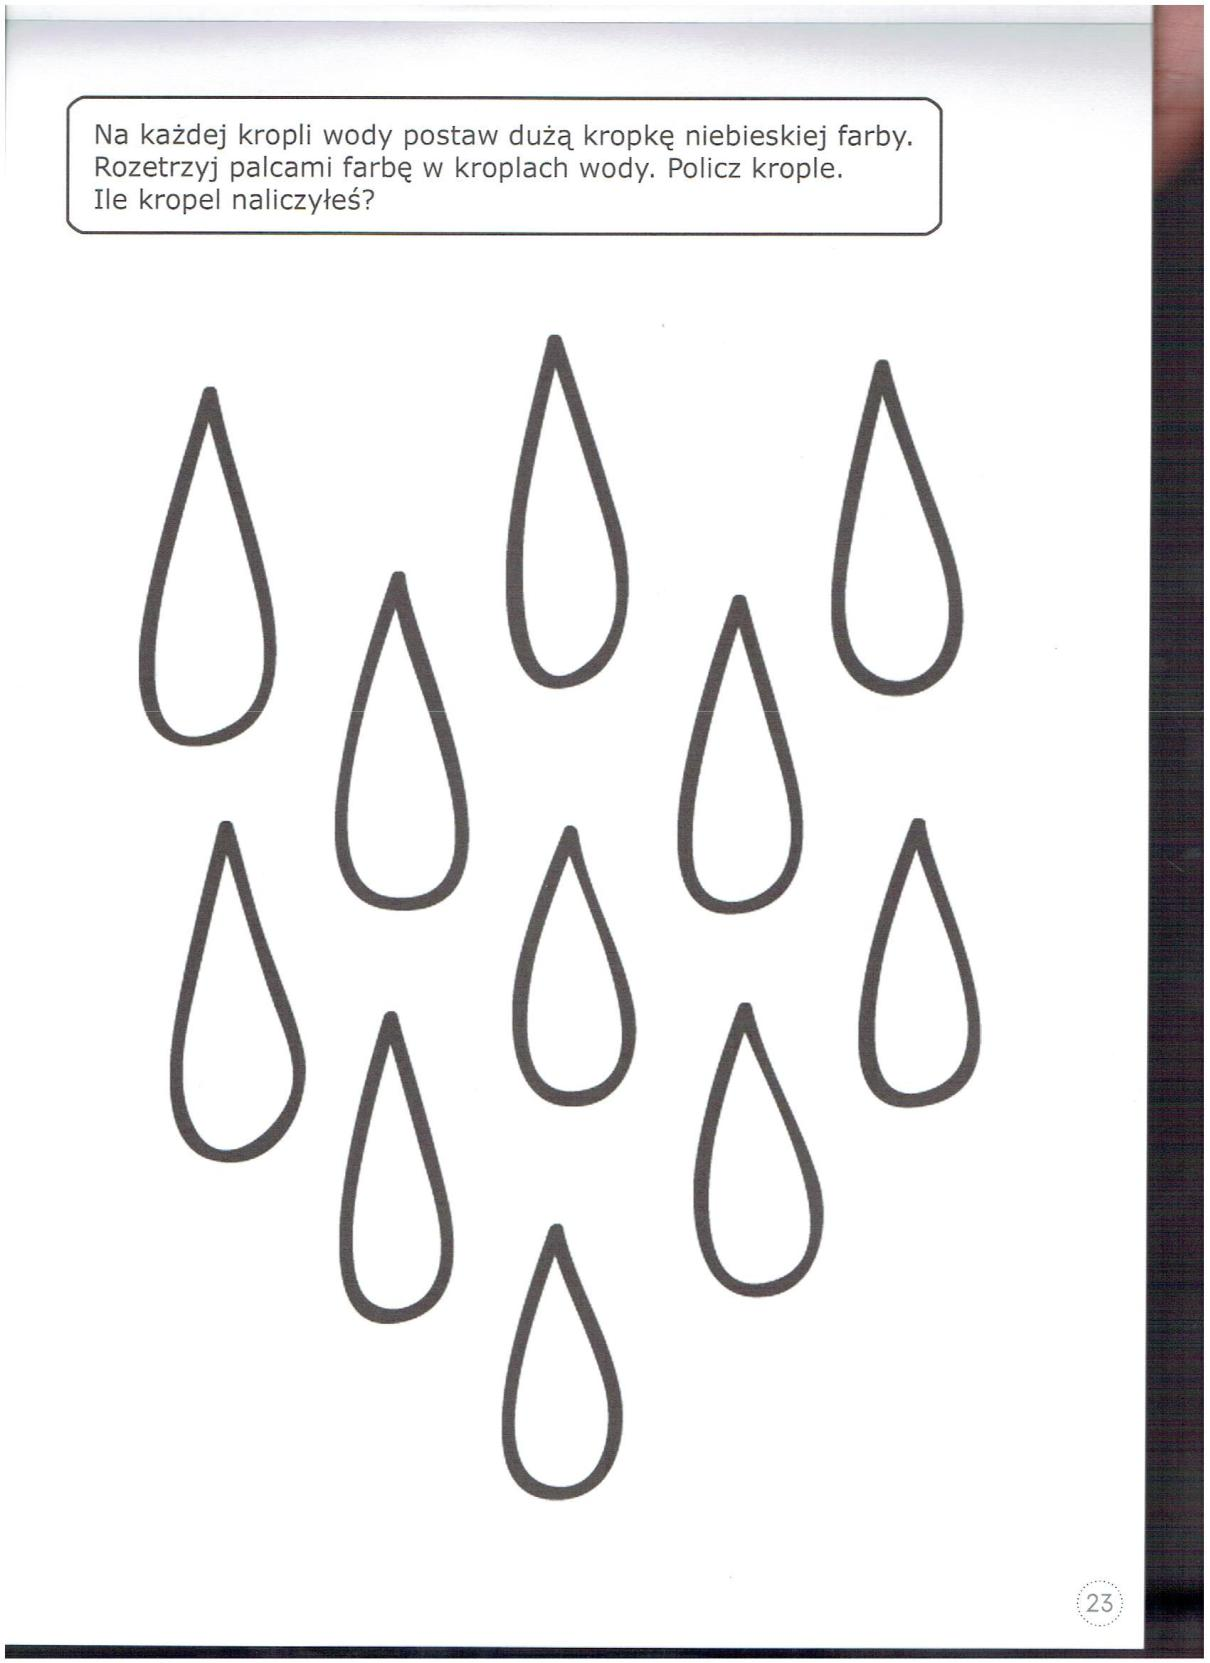 Na każdej kropli wody postaw dużą kropkę niebieskiej farby.
Rozetrzyj palcami farbę w kroplach wody. Policz krople.
Ile kropel naliczyłeś?
23